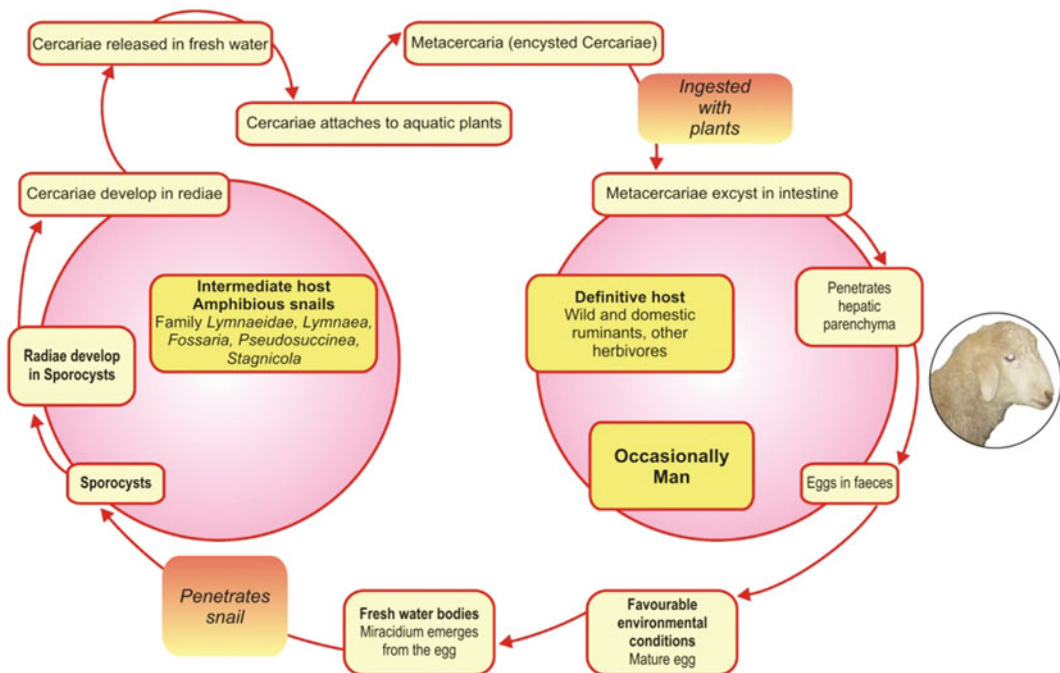 Cercariae released in fresh water
Metacercaria (encysted Cercariae)
Ingested
with
plants
Cercariae attaches to aquatic plants
Cercariae develop in rediae
Metacercariae excyst in intestine
Intermediate host
Amphibious snails
Family Lymnaeidae, Lymnaea,
Fossaria, Pseudosuccinea,
Stagnicola
Definitive host
Wild and domestic
ruminants, other
herbivores
Penetrates
hepatic
parenchyma
Radiae develop
in Sporocysts
Occasionally
Man
Sporocysts
Eggs in faeces
Penetrates
snail
Fresh water bodies
Miracidium emerges
from the egg
Favourable
environmental
conditions
Mature egg